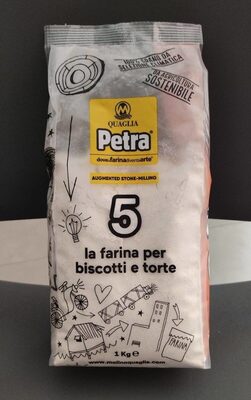 100% GRANO DA
SELEZIONE CLIMATICA
DA AGRICOLTURA
SOSTENIBILE
M
QUAGLIA
Petra®
dove la farina diventa arte®
AUGMENTED STONE-MILLING
5
la farina per
biscotti e torte
FARINA
1 Kg e
www.molinoquaglia.com